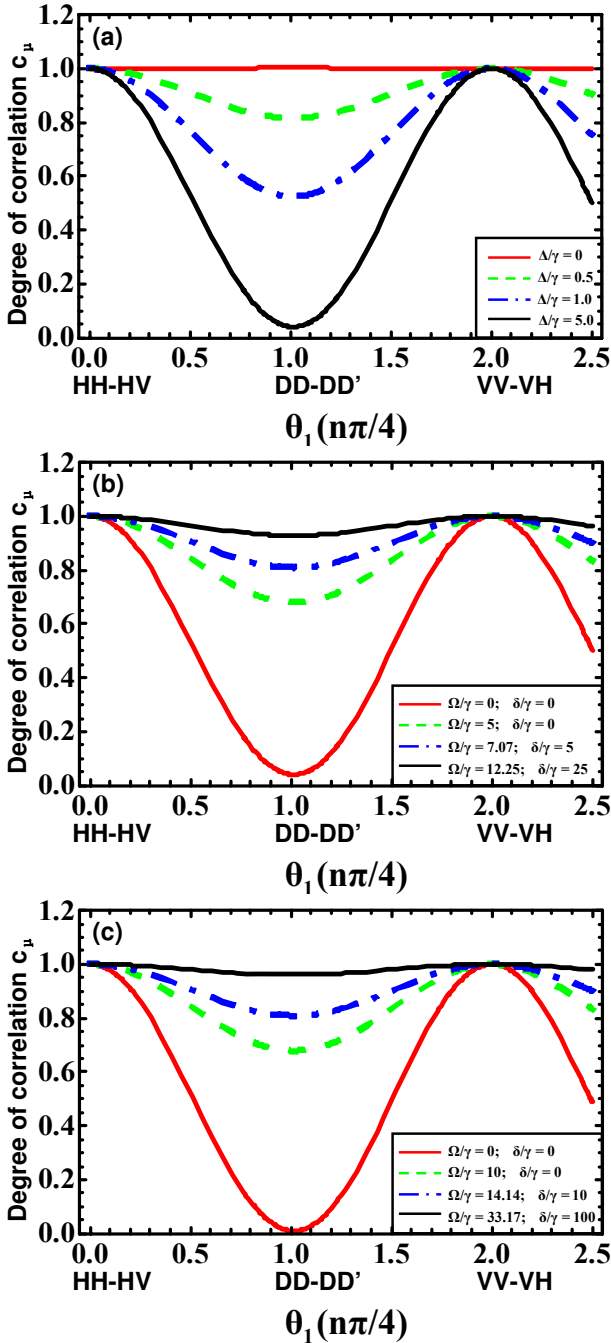 (a)
Degree of correlation cμ
1.2
1.0
0.8
0.6
0.4
0.2
0.0
Δ/γ = 0
Δ/γ = 0.5
Δ/γ = 1.0
Δ/γ = 5.0
0.0 0.5 1.0 1.5 2.0 2.5
HH-HV DD-DD' VV-VH
θ1 (nπ/4)
(b)
Degree of correlation cμ
1.2
1.0
0.8
0.6
0.4
0.2
0.0
Ω/γ = 0; δ/γ = 0
Ω/γ = 5; δ/γ = 0
Ω/γ = 7.07; δ/γ = 5
Ω/γ = 12.25; δ/γ = 25
0.0 0.5 1.0 1.5 2.0 2.5
HH-HV DD-DD' VV-VH
θ1 (nπ/4)
(c)
Degree of correlation cμ
1.2
1.0
0.8
0.6
0.4
0.2
0.0
Ω/γ = 0; δ/γ = 0
Ω/γ = 10; δ/γ = 0
Ω/γ = 14.14; δ/γ = 10
Ω/γ = 33.17; δ/γ = 100
0.0 0.5 1.0 1.5 2.0 2.5
HH-HV DD-DD' VV-VH
θ1 (nπ/4)